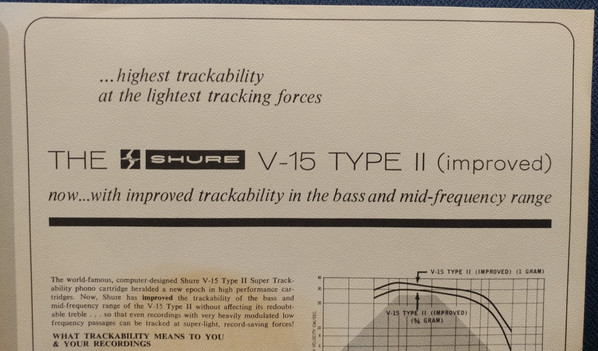 ...highest trackability
at the lightest tracking forces
THE SHURE V-15 TYPE II (improved)
now...with improved trackability in the bass and mid-frequency range
The world-famous, computer-designed Shure V-15 Type II Super Track-
ability phono cartridge heralded a new epoch in high performance car-
tridges. Now, Shure has improved the trackability of the bass and
mid-frequency range of the V-15 Type II without affecting its redoubt-
able treble . . . so that even recordings with very heavily modulated low
frequency passages can be tracked at super-light, record-saving forces!
WHAT TRACKABILITY MEANS TO YOU
& YOUR RECORDINGS
V-15 TYPE II (IMPROVED) (1 GRAM)
V-15 TYPE II (IMPROVED)
(¾ GRAM)